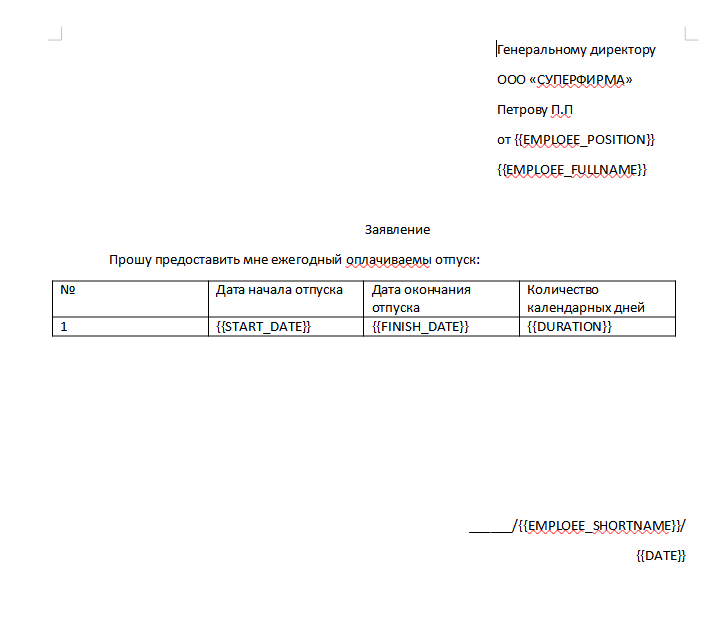 Генеральному директору
ООО «СУПЕРФИРМА»
Петрову П.П
от {{EMPLOEE_POSITION}}
{{EMPLOEE_FULLNAME}}
Заявление
Прошу предоставить мне ежегодный оплачиваемы отпуск:
№ Дата начала отпуска Дата окончания отпуска Количество календарных дней
1 {{START_DATE}} {{FINISH_DATE}} {{DURATION}}
______/{{EMPLOEE_SHORTNAME}}/
{{DATE}}